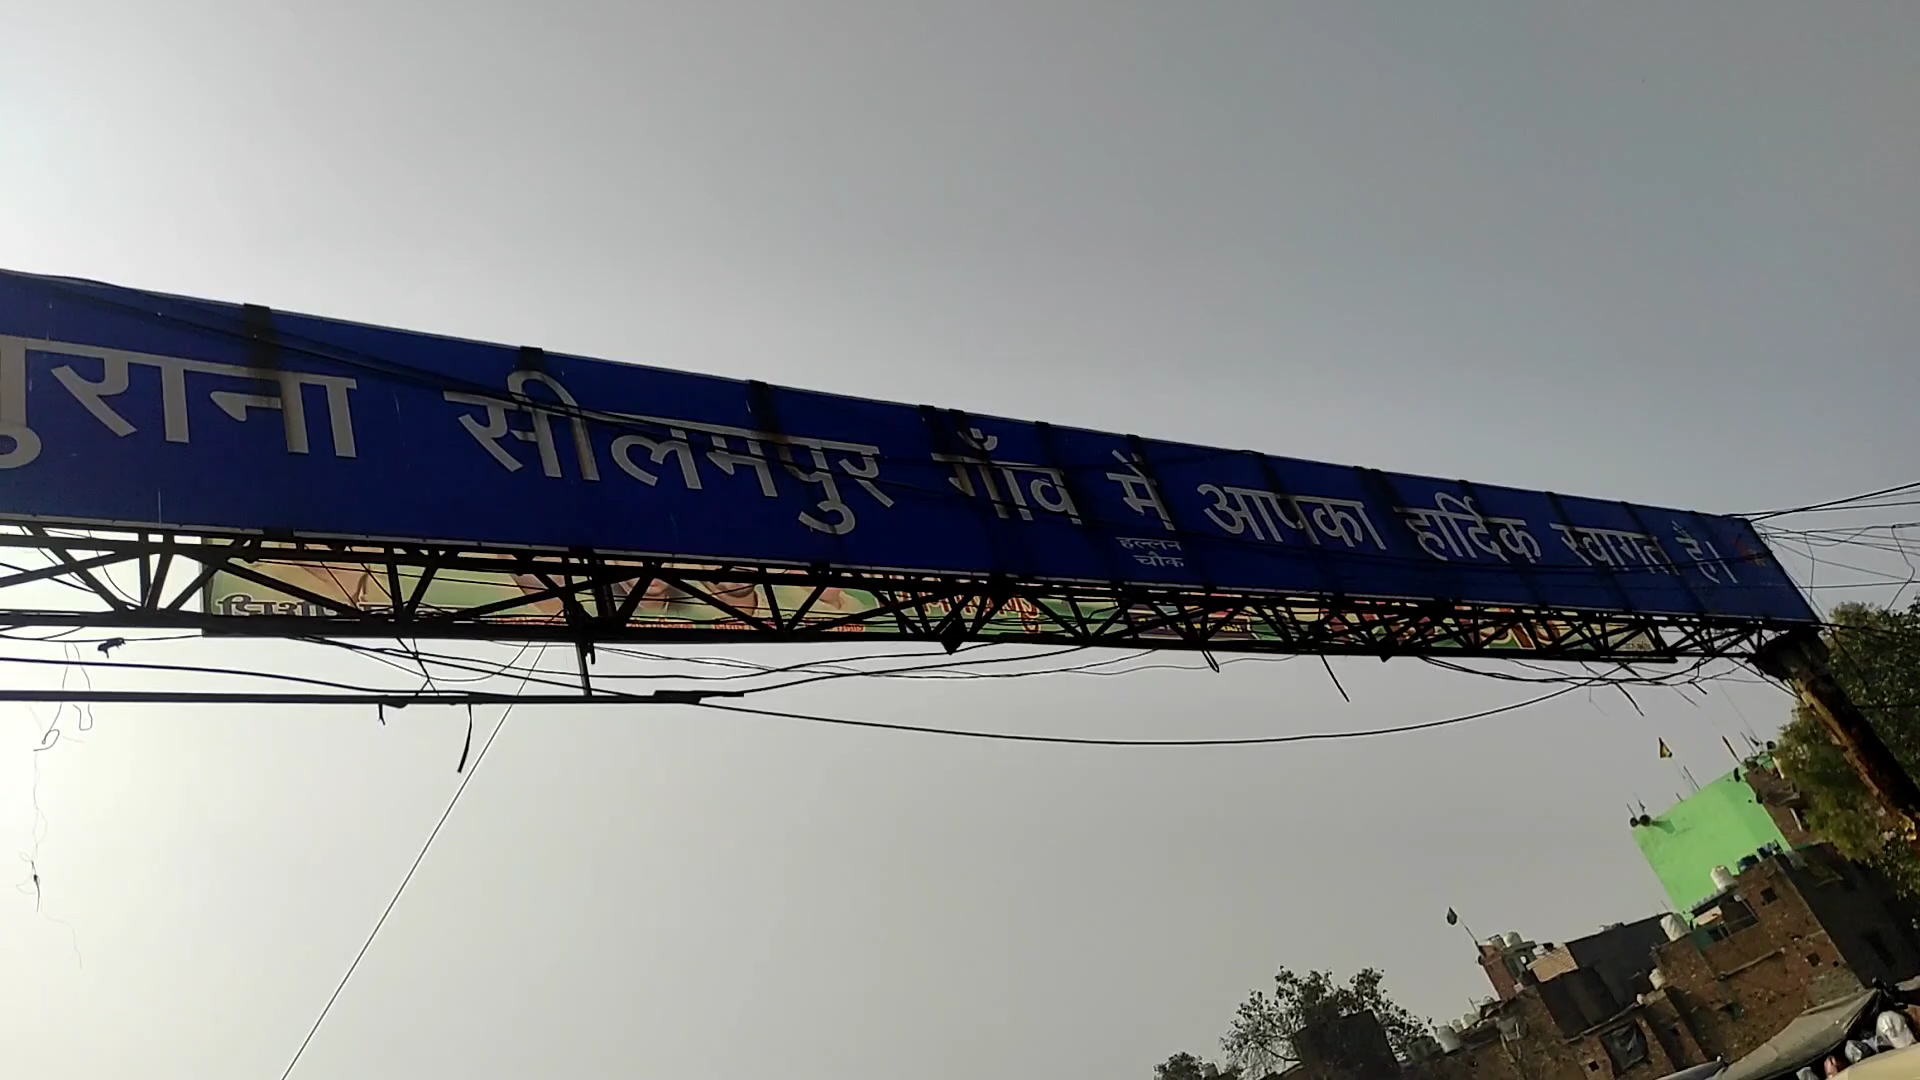 पुराना सीलमपुर गाँव में आपका हार्दिक स्वागत है।
हल्लन
चौक